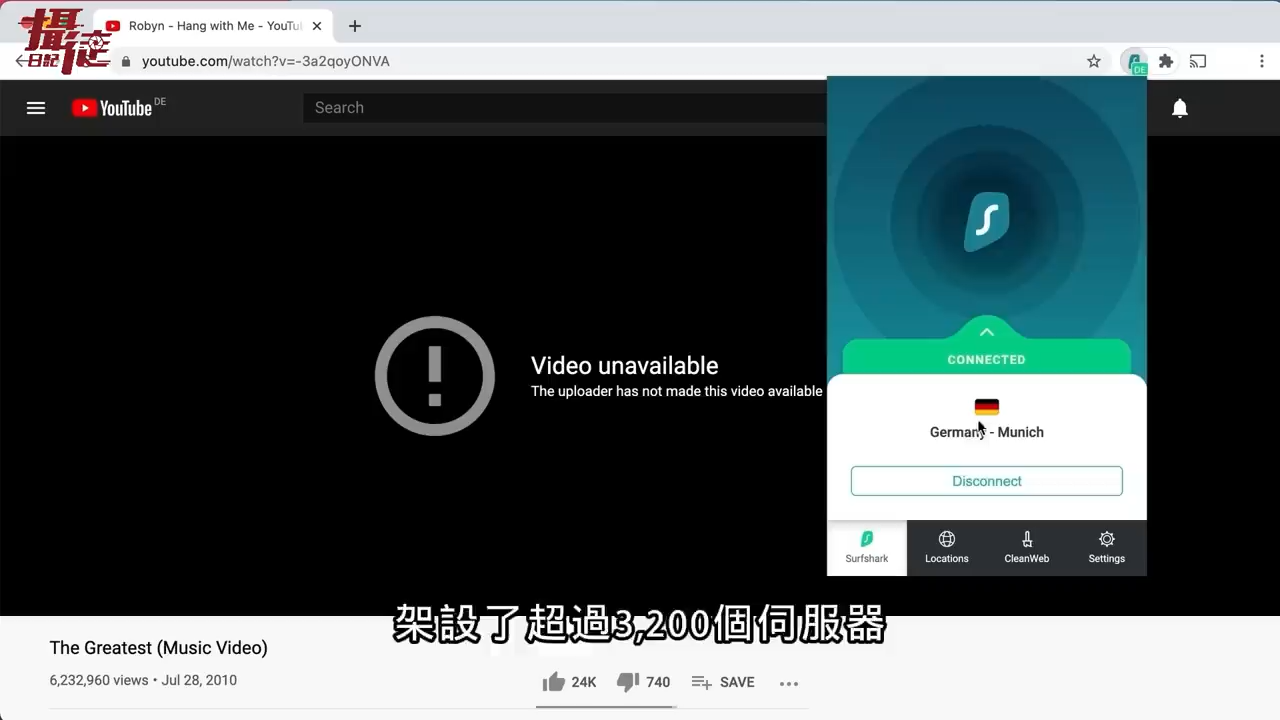 攝徒
日記
Robyn - Hang with Me - YouTu
youtube.com/watch?v=-3a2qoyONVA
DE
YouTube DE
Search
Video unavailable
The uploader has not made this video available
CONNECTED
Germany - Munich
Disconnect
Surfshark
Locations
CleanWeb
Settings
架設了超過3,200個伺服器
The Greatest (Music Video)
6,232,960 views • Jul 28, 2010
24K
740
SAVE